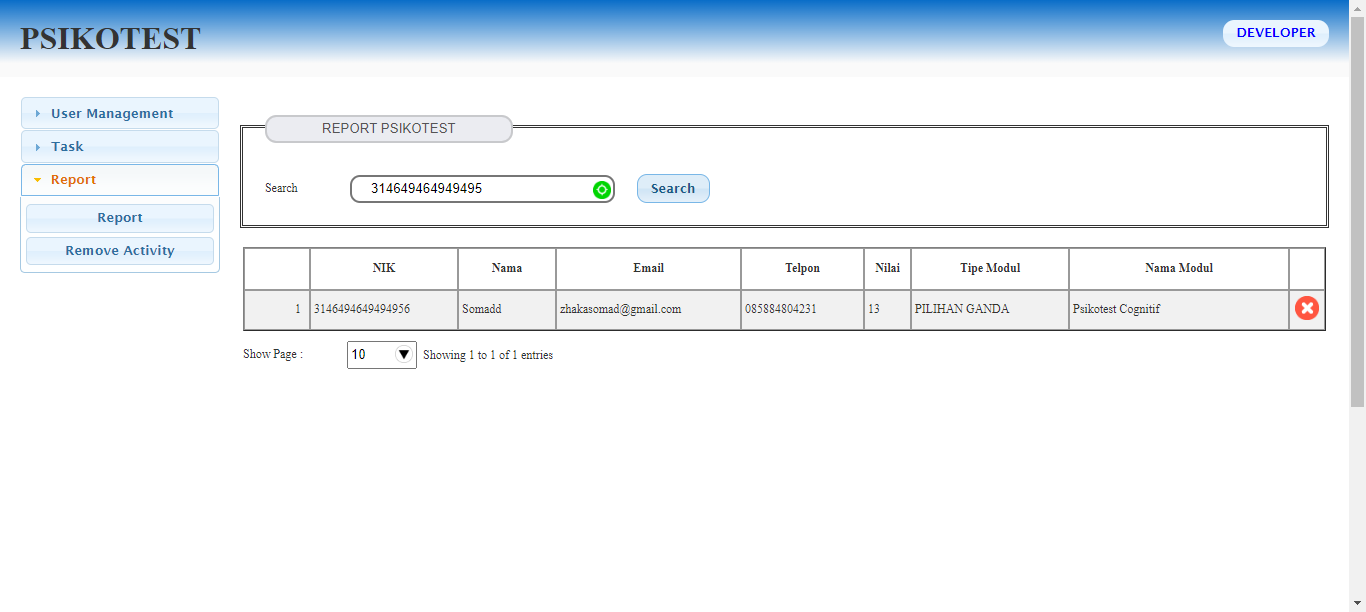 PSIKOTEST
DEVELOPER
User Management
Task
Report
Report
Remove Activity
REPORT PSIKOTEST
Search 314649464949495 Search
NIK Nama Email Telpon Nilai Tipe Modul Nama Modul
1 3146494649494956 Somadd zhakasomad@gmail.com 085884804231 13 PILIHAN GANDA Psikotest Cognitif
Show Page : 10 Showing 1 to 1 of 1 entries